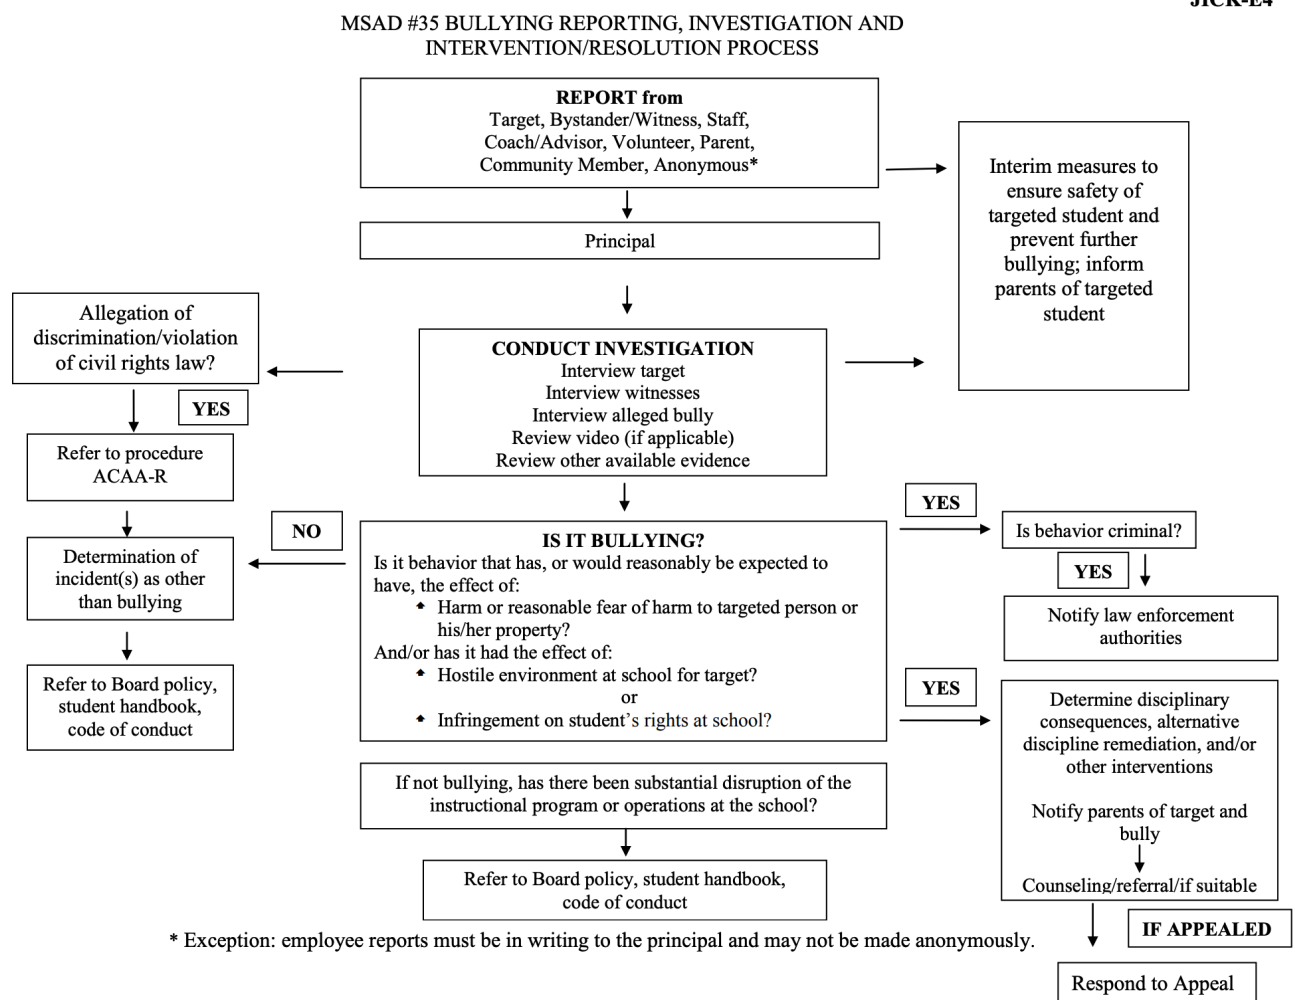 JICK-E4
MSAD #35 BULLYING REPORTING, INVESTIGATION AND
INTERVENTION/RESOLUTION PROCESS
REPORT from
Target, Bystander/Witness, Staff,
Coach/Advisor, Volunteer, Parent,
Community Member, Anonymous*
Principal
Interim measures to
ensure safety of
targeted student and
prevent further
bullying; inform
parents of targeted
student
Allegation of
discrimination/violation
of civil rights law?
YES
Refer to procedure
ACAA-R
CONDUCT INVESTIGATION
Interview target
Interview witnesses
Interview alleged bully
Review video (if applicable)
Review other available evidence
NO
Determination of
incident(s) as other
than bullying
Refer to Board policy,
student handbook,
code of conduct
IS IT BULLYING?
Is it behavior that has, or would reasonably be expected to
have, the effect of:
Harm or reasonable fear of harm to targeted person or
his/her property?
And/or has it had the effect of:
Hostile environment at school for target?
or
Infringement on student’s rights at school?
YES
Is behavior criminal?
YES
Notify law enforcement
authorities
YES
Determine disciplinary
consequences, alternative
discipline remediation, and/or
other interventions
Notify parents of target and
bully
Counseling/referral/if suitable
If not bullying, has there been substantial disruption of the
instructional program or operations at the school?
Refer to Board policy, student handbook,
code of conduct
IF APPEALED
* Exception: employee reports must be in writing to the principal and may not be made anonymously.
Respond to Appeal